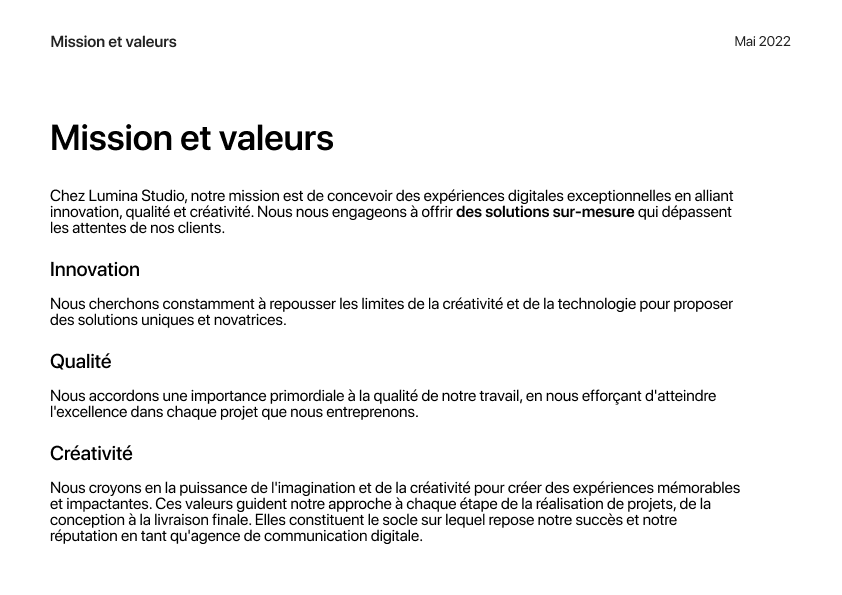 Mission et valeurs
Mai 2022
Mission et valeurs
Chez Lumina Studio, notre mission est de concevoir des expériences digitales exceptionnelles en alliant
innovation, qualité et créativité. Nous nous engageons à offrir des solutions sur-mesure qui dépassent
les attentes de nos clients.
Innovation
Nous cherchons constamment à repousser les limites de la créativité et de la technologie pour proposer
des solutions uniques et novatrices.
Qualité
Nous accordons une importance primordiale à la qualité de notre travail, en nous efforçant d'atteindre
l'excellence dans chaque projet que nous entreprenons.
Créativité
Nous croyons en la puissance de l'imagination et de la créativité pour créer des expériences mémorables
et impactantes. Ces valeurs guident notre approche à chaque étape de la réalisation de projets, de la
conception à la livraison finale. Elles constituent le socle sur lequel repose notre succès et notre
réputation en tant qu'agence de communication digitale.